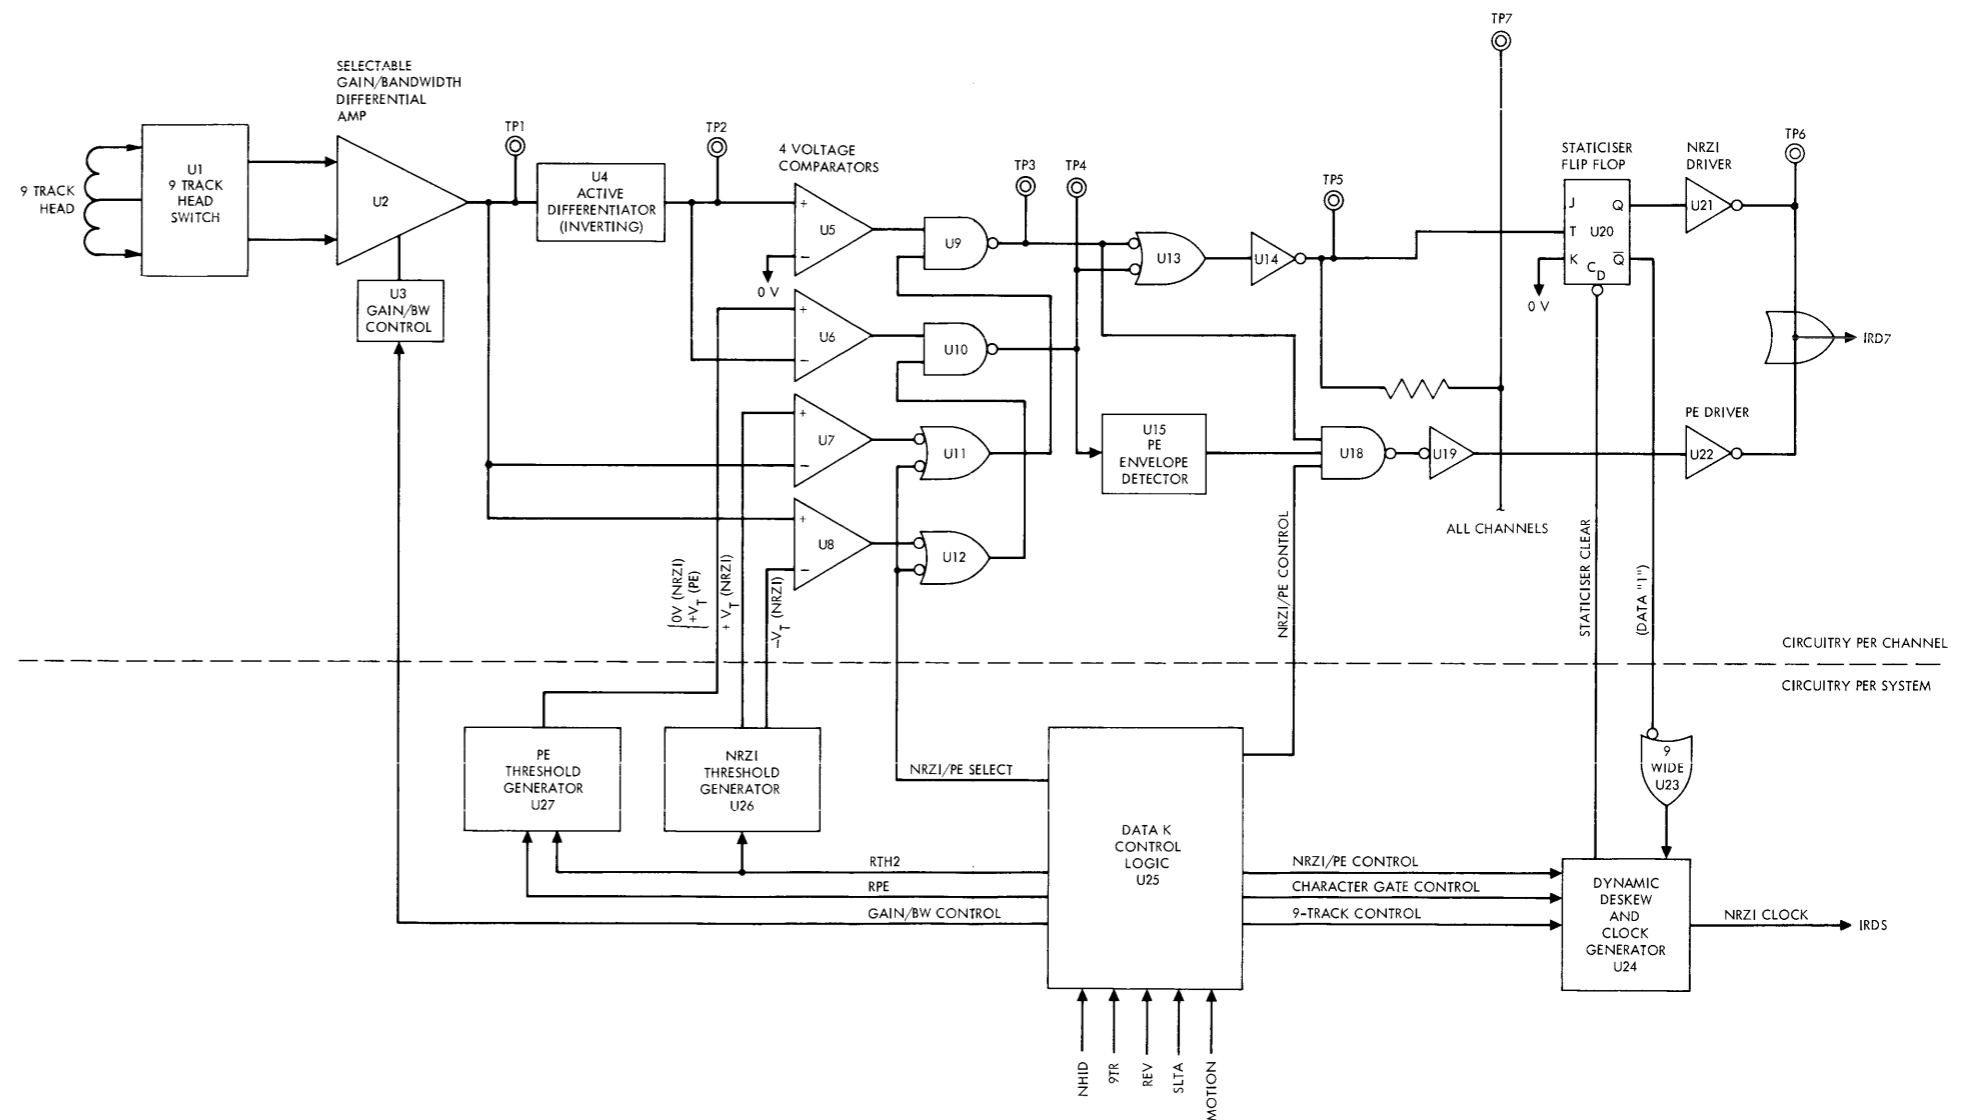 TP7
SELECTABLE
GAIN/BANDWIDTH
DIFFERENTIAL
AMP
TP1
TP2
4 VOLTAGE
COMPARATORS
TP3
TP4
TP5
STATICISER
FLIP FLOP
NRZI
DRIVER
TP6
9 TRACK
HEAD
U1
9 TRACK
HEAD
SWITCH
U2
U3
GAIN/BW
CONTROL
U4
ACTIVE
DIFFERENTIATOR
(INVERTING)
+
U5
–
0 V
+
U6
–
+
U7
–
+
U8
–
U9
U10
U11
U12
U13
U14
J
Q
T
U20
K
Q̅
C D
0 V
U21
IRD7
U15
PE
ENVELOPE
DETECTOR
U18
U19
PE DRIVER
U22
ALL CHANNELS
0V (NRZI)
+V T (PE)
+ V T (NRZI)
–V T (NRZI)
NRZI/PE CONTROL
STATICISER CLEAR
(DATA "1")
CIRCUITRY PER CHANNEL
CIRCUITRY PER SYSTEM
PE
THRESHOLD
GENERATOR
U27
NRZI
THRESHOLD
GENERATOR
U26
NRZI/PE SELECT
DATA K
CONTROL
LOGIC
U25
9
WIDE
U23
RTH2
RPE
GAIN/BW CONTROL
NRZI/PE CONTROL
CHARACTER GATE CONTROL
9-TRACK CONTROL
DYNAMIC
DESKEW
AND
CLOCK
GENERATOR
U24
NRZI CLOCK
IRDS
NHID
9TR
REV
SLTA
MOTION